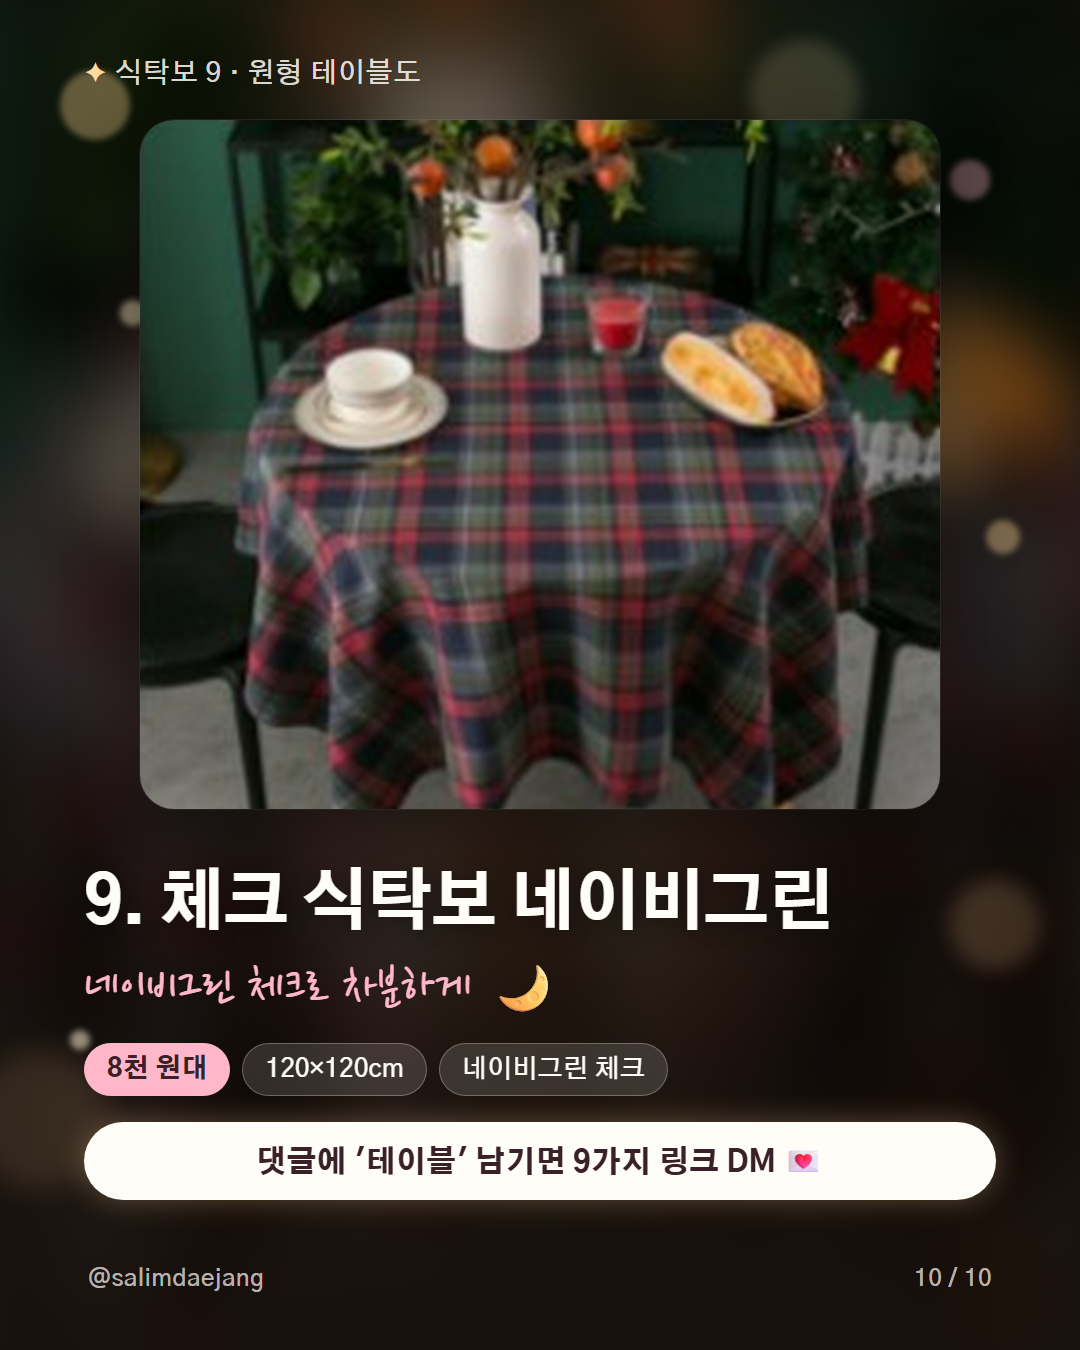 ✦ 식탁보 9 · 원형 테이블도
9. 체크 식탁보 네이비그린
네이비그린 체크로 차분하게 🌙
8천 원대 120×120cm 네이비그린 체크
댓글에 '테이블' 남기면 9가지 링크 DM 💌
@salimdaejang 10 / 10